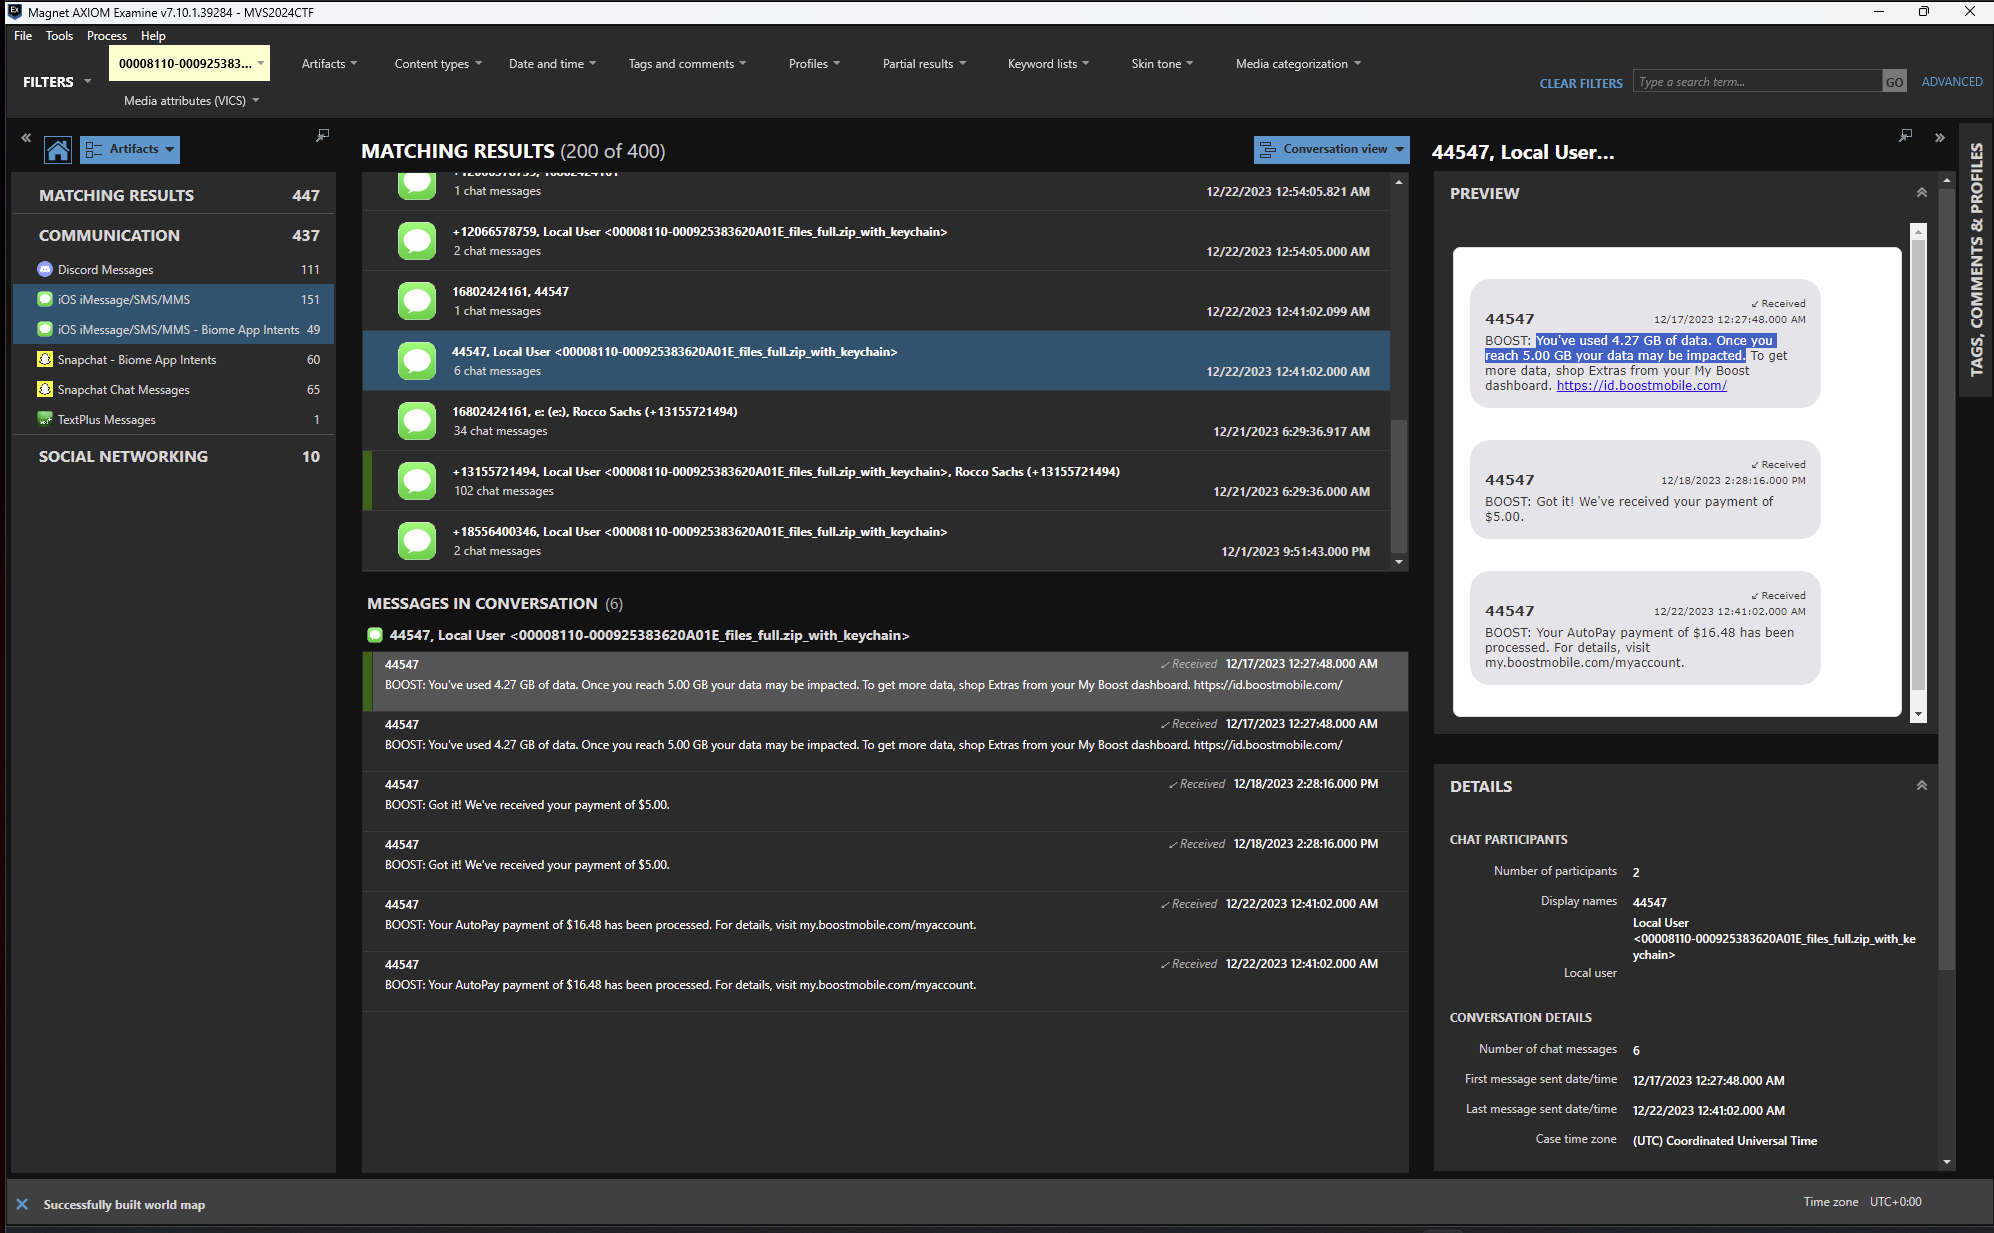 Magnet AXIOM Examine v7.10.1.39284 - MVS2024CTF
File Tools Process Help
FILTERS
00008110-000925383...
Artifacts
Content types
Date and time
Tags and comments
Profiles
Partial results
Keyword lists
Skin tone
Media categorization
Media attributes (VICS)
CLEAR FILTERS
Type a search term...
GO
ADVANCED
Artifacts
MATCHING RESULTS 447
COMMUNICATION 437
Discord Messages 111
iOS iMessage/SMS/MMS 151
iOS iMessage/SMS/MMS - Biome App Intents 49
Snapchat - Biome App Intents 60
Snapchat Chat Messages 65
TextPlus Messages 1
SOCIAL NETWORKING 10
MATCHING RESULTS (200 of 400)
Conversation view
+12066578759, 16802424161
1 chat messages 12/22/2023 12:54:05.821 AM
+12066578759, Local User <00008110-000925383620A01E_files_full.zip_with_keychain>
2 chat messages 12/22/2023 12:54:05.000 AM
16802424161, 44547
1 chat messages 12/22/2023 12:41:02.099 AM
44547, Local User <00008110-000925383620A01E_files_full.zip_with_keychain>
6 chat messages 12/22/2023 12:41:02.000 AM
16802424161, e: (e:), Rocco Sachs (+13155721494)
34 chat messages 12/21/2023 6:29:36.917 AM
+13155721494, Local User <00008110-000925383620A01E_files_full.zip_with_keychain>, Rocco Sachs (+13155721494)
102 chat messages 12/21/2023 6:29:36.000 AM
+18556400346, Local User <00008110-000925383620A01E_files_full.zip_with_keychain>
2 chat messages 12/1/2023 9:51:43.000 PM
MESSAGES IN CONVERSATION (6)
44547, Local User <00008110-000925383620A01E_files_full.zip_with_keychain>
44547 Received 12/17/2023 12:27:48.000 AM
BOOST: You've used 4.27 GB of data. Once you reach 5.00 GB your data may be impacted. To get more data, shop Extras from your My Boost dashboard. https://id.boostmobile.com/
44547 Received 12/17/2023 12:27:48.000 AM
BOOST: You've used 4.27 GB of data. Once you reach 5.00 GB your data may be impacted. To get more data, shop Extras from your My Boost dashboard. https://id.boostmobile.com/
44547 Received 12/18/2023 2:28:16.000 PM
BOOST: Got it! We've received your payment of $5.00.
44547 Received 12/18/2023 2:28:16.000 PM
BOOST: Got it! We've received your payment of $5.00.
44547 Received 12/22/2023 12:41:02.000 AM
BOOST: Your AutoPay payment of $16.48 has been processed. For details, visit my.boostmobile.com/myaccount.
44547 Received 12/22/2023 12:41:02.000 AM
BOOST: Your AutoPay payment of $16.48 has been processed. For details, visit my.boostmobile.com/myaccount.
44547, Local User...
PREVIEW
Received
44547 12/17/2023 12:27:48.000 AM
BOOST: You've used 4.27 GB of data. Once you
reach 5.00 GB your data may be impacted. To get
more data, shop Extras from your My Boost
dashboard. https://id.boostmobile.com/
Received
44547 12/18/2023 2:28:16.000 PM
BOOST: Got it! We've received your payment of
$5.00.
Received
44547 12/22/2023 12:41:02.000 AM
BOOST: Your AutoPay payment of $16.48 has been
processed. For details, visit
my.boostmobile.com/myaccount.
DETAILS
CHAT PARTICIPANTS
Number of participants 2
Display names 44547
Local User
<00008110-000925383620A01E_files_full.zip_with_ke
ychain>
Local user
CONVERSATION DETAILS
Number of chat messages 6
First message sent date/time 12/17/2023 12:27:48.000 AM
Last message sent date/time 12/22/2023 12:41:02.000 AM
Case time zone (UTC) Coordinated Universal Time
TAGS, COMMENTS & PROFILES
Successfully built world map
Time zone UTC+0:00